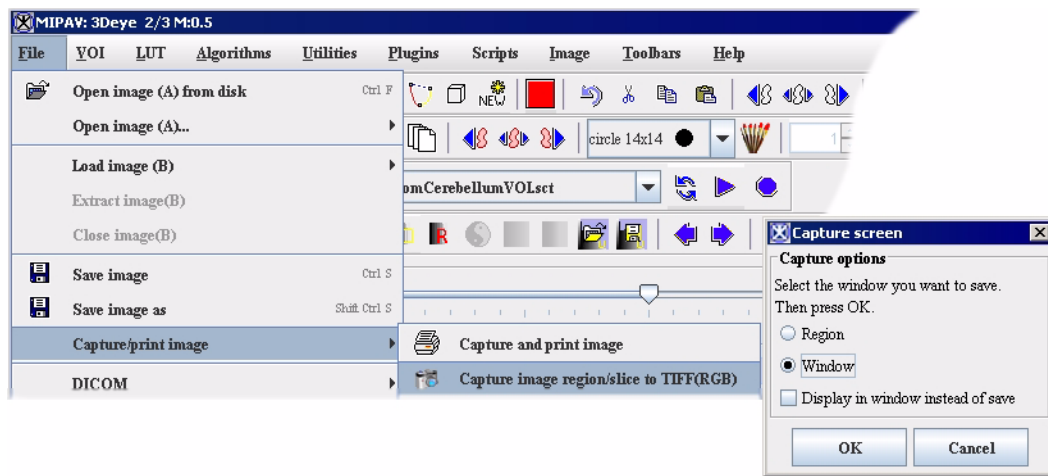 MIPAV: 3Deye 2/3 M:0.5
File VOI LUT Algorithms Utilities Plugins Scripts Image Toolbars Help
Open image (A) from disk Ctrl F
NEW
Open image (A)...
circle 14x14
1
Load image (B)
omCerebellumVOLsct
Extract image(B)
Close image(B)
R
Save image Ctrl S
Save image as Shift Ctrl S
Capture/print image
Capture and print image
DICOM
Capture image region/slice to TIFF(RGB)
Capture screen
Capture options
Select the window you want to save.
Then press OK.
Region
Window
Display in window instead of save
OK Cancel